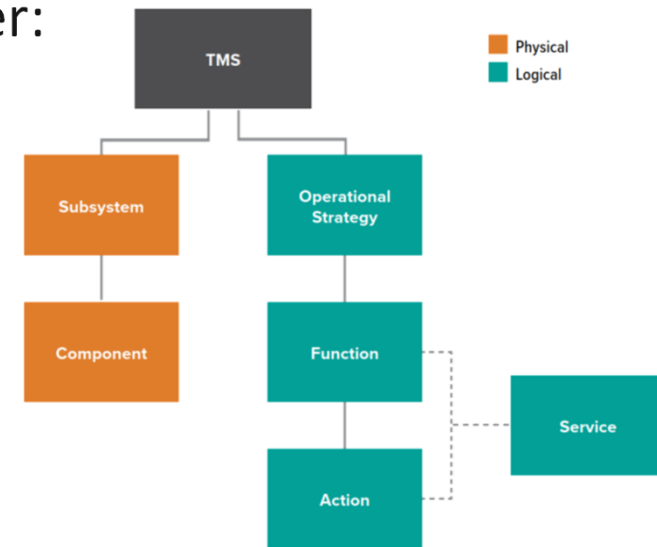 er:
TMS
Physical
Logical
Subsystem
Operational
Strategy
Component
Function
Service
Action